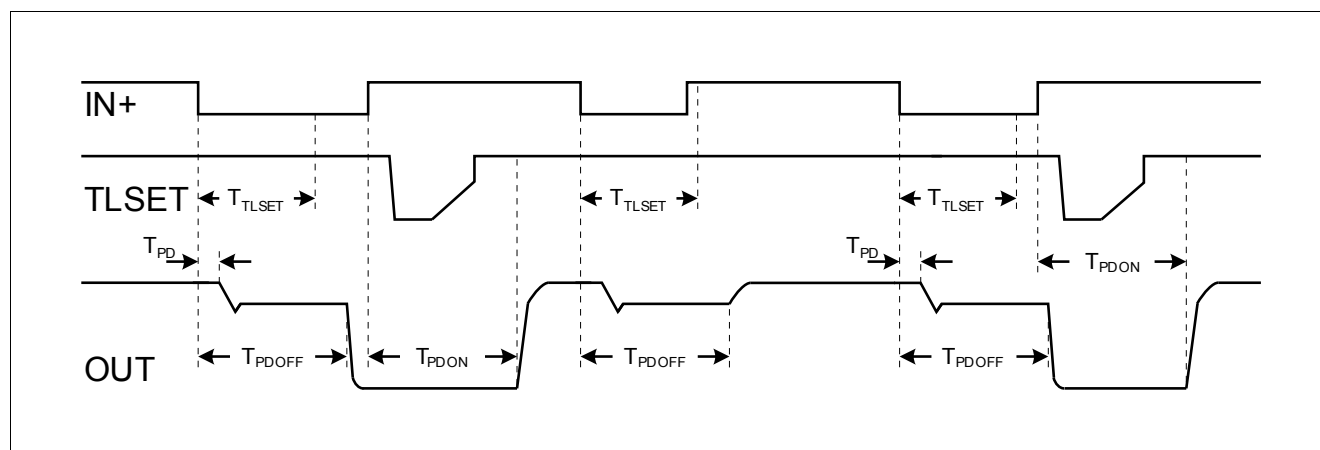 IN+
TLSET
T_TLSET
T_TLSET
T_TLSET
T_PD
T_PD
T_PDON
OUT
T_PDOFF
T_PDON
T_PDOFF
T_PDOFF